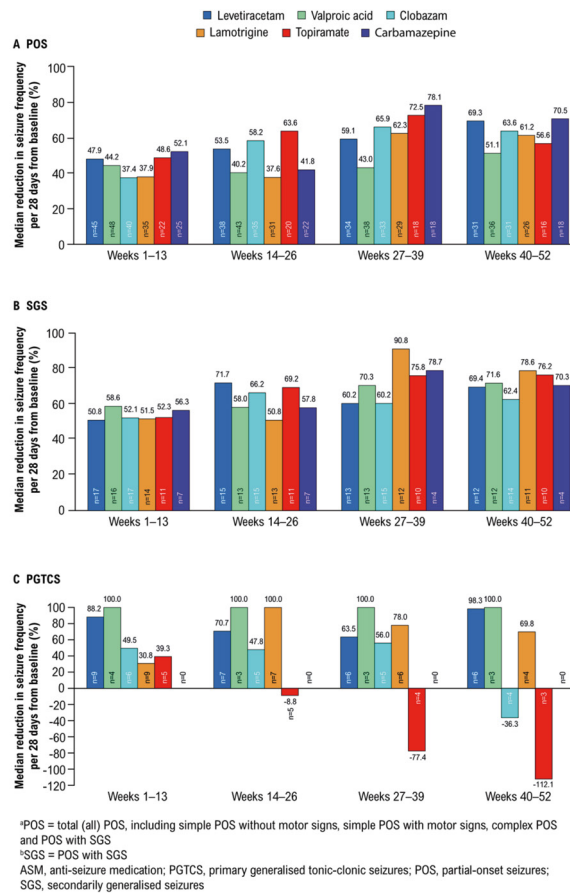 Levetiracetam Valproic acid Clobazam
Lamotrigine Topiramate Carbamazepine
A POS
Median reduction in seizure frequency
per 28 days from baseline (%)
100
80
60
40
20
0
47.9 44.2 37.4 37.9 48.6 52.1
n=45 n=48 n=40 n=35 n=22 n=25
53.5 40.2 58.2 37.6 63.6 41.8
n=38 n=43 n=35 n=31 n=20 n=22
59.1 43.0 65.9 62.3 72.5 78.1
n=34 n=38 n=33 n=29 n=18 n=18
69.3 51.1 63.6 61.2 56.6 70.5
n=31 n=36 n=31 n=26 n=16 n=18
Weeks 1–13 Weeks 14–26 Weeks 27–39 Weeks 40–52
B SGS
Median reduction in seizure frequency
per 28 days from baseline (%)
100
80
60
40
20
0
50.8 58.6 52.1 51.5 52.3 56.3
n=17 n=16 n=17 n=14 n=11 n=7
71.7 58.0 66.2 50.8 69.2 57.8
n=15 n=13 n=15 n=13 n=11 n=7
60.2 70.3 60.2 90.8 75.8 78.7
n=13 n=13 n=15 n=12 n=10 n=4
69.4 71.6 62.4 78.6 76.2 70.3
n=12 n=12 n=14 n=11 n=10 n=4
Weeks 1–13 Weeks 14–26 Weeks 27–39 Weeks 40–52
C PGTCS
Median reduction in seizure frequency
per 28 days from baseline (%)
100
80
60
40
20
0
-20
-40
-60
-80
-100
-120
88.2 100.0 49.5 30.8 39.3
n=9 n=4 n=6 n=9 n=5 n=0
70.7 100.0 47.8 100.0 -8.8
n=7 n=3 n=5 n=7 n=5 n=0
63.5 100.0 56.0 78.0 -77.4
n=6 n=3 n=5 n=6 n=4 n=0
98.3 100.0 -36.3 69.8 -112.1
n=6 n=3 n=4 n=4 n=3 n=0
Weeks 1–13 Weeks 14–26 Weeks 27–39 Weeks 40–52
ᵃPOS = total (all) POS, including simple POS without motor signs, simple POS with motor signs, complex POS
and POS with SGS
ᵇSGS = POS with SGS
ASM, anti-seizure medication; PGTCS, primary generalised tonic-clonic seizures; POS, partial-onset seizures;
SGS, secondarily generalised seizures